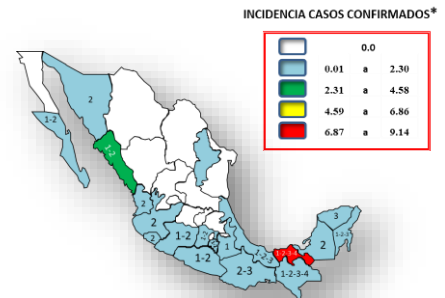 INCIDENCIA CASOS CONFIRMADOS*
0.0
0.01 a 2.30
2.31 a 4.58
4.59 a 6.86
6.87 a 9.14
2
1-2
2
3
2
1-2
2
1
2
1-2-3
1-2
2-3
1-2-3-4